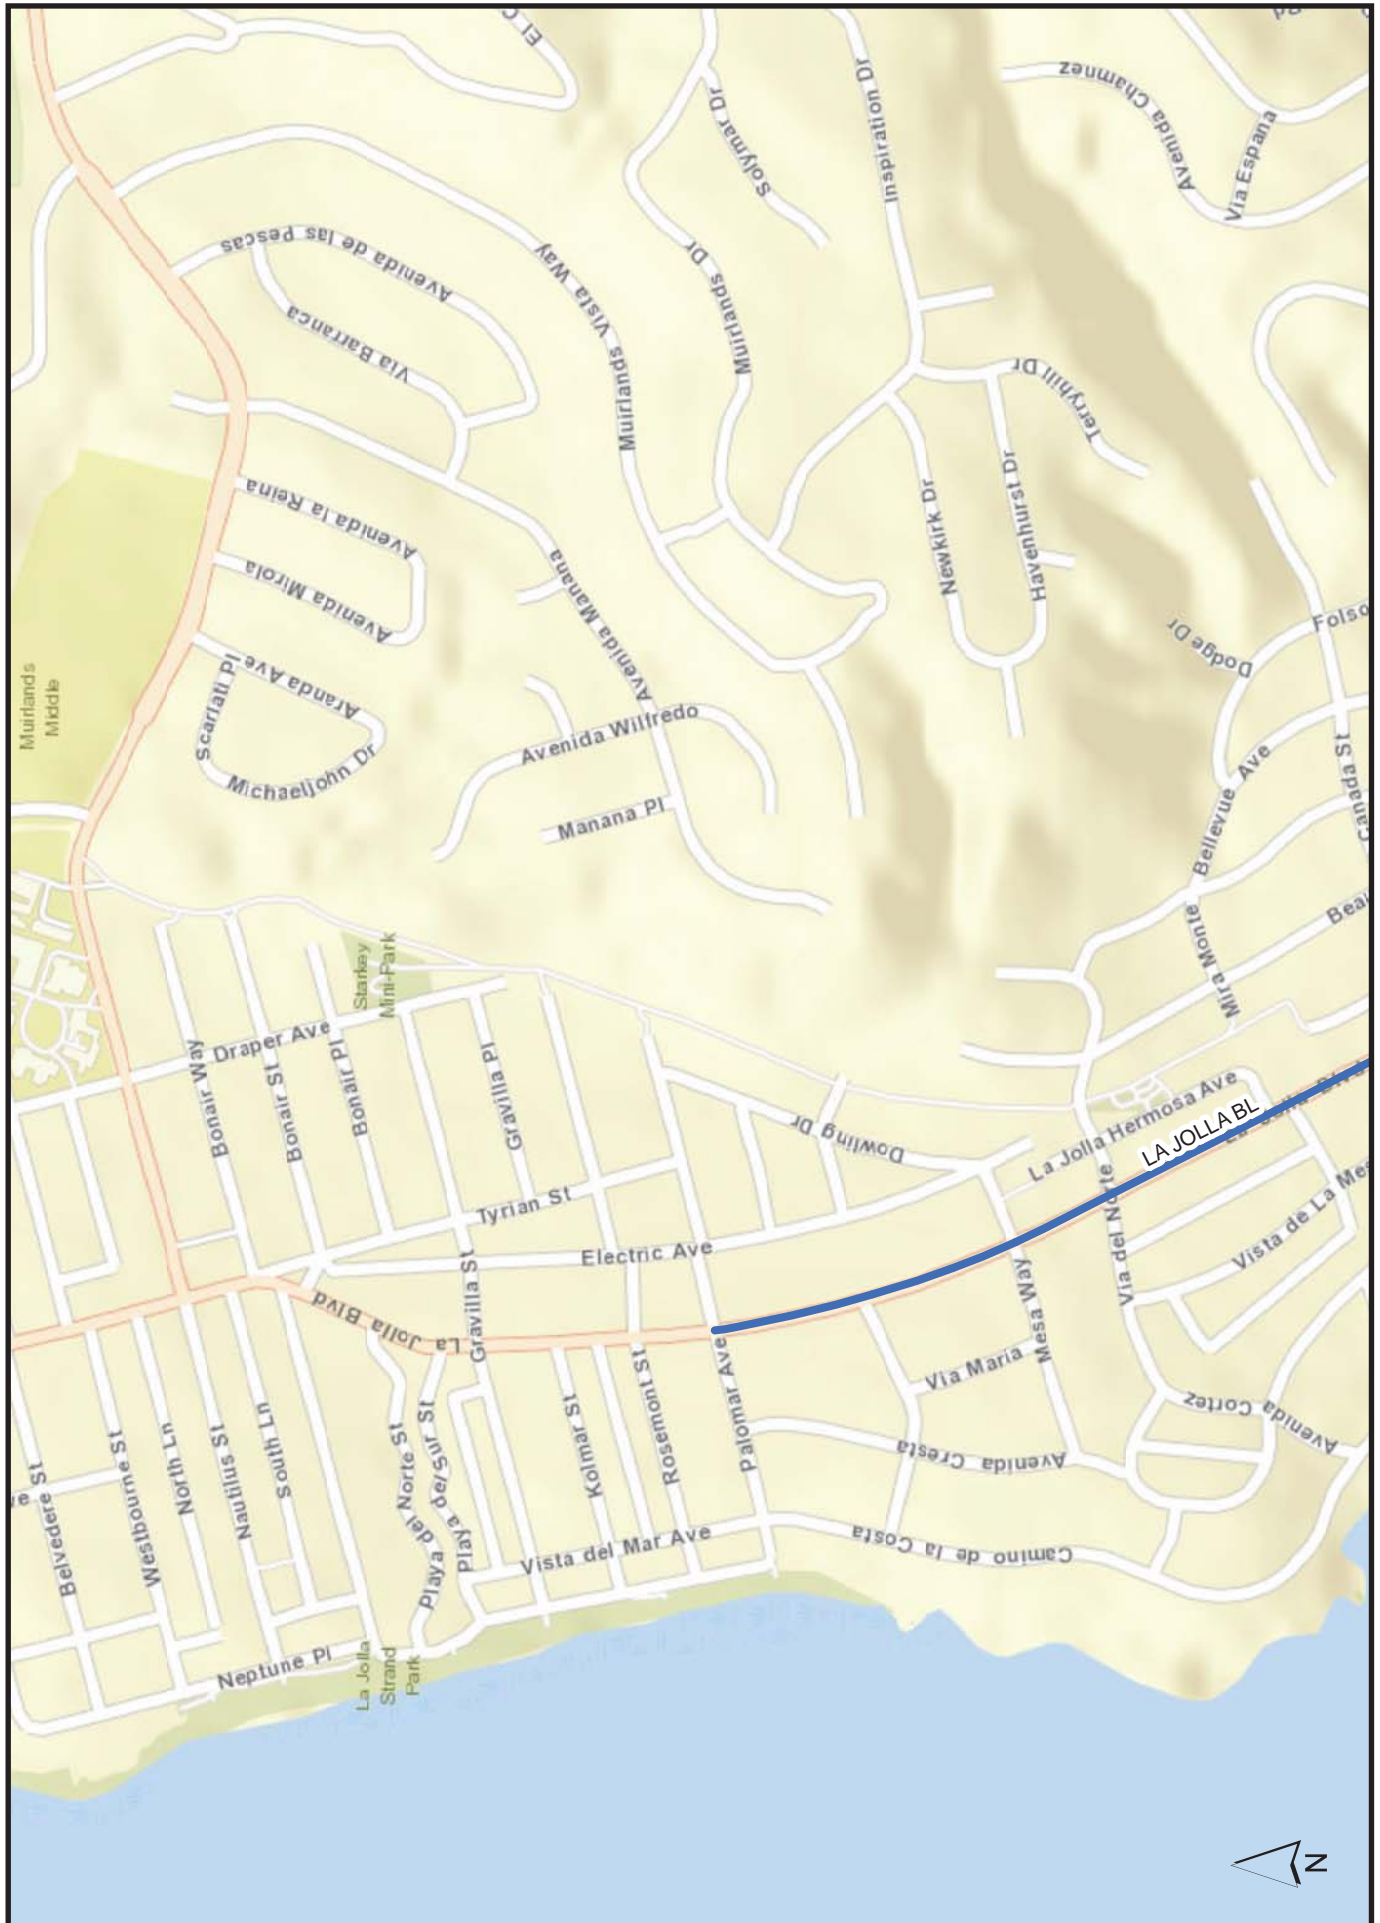 El C
Solymar Dr
Inspiration Dr
Avenida Chamnez
Via Espana
Avenida de las Pescas
Via Barranca
Muirlands Vista Way
Muirlands Dr
Terryhill Dr
Avenida la Reina
Avenida Mirola
Aranda Ave
Scarlati Pl
Michaeljohn Dr
Muirlands
Middle
Avenida Manana
Avenida Wilfredo
Manana Pl
Newkirk Dr
Havenhurst Dr
Dodge Dr
Folso
Bellevue Ave
Canada St
Mira Monte
Beau
Starkey
Mini-Park
Draper Ave
Bonair Way
Bonair St
Bonair Pl
Gravilla Pl
Tyrian St
Electric Ave
Dowling Dr
La Jolla Hermosa Ave
LA JOLLA BL
La Jolla Blvd
Via del Norte
Vista de La Mes
La Jolla Blvd
Gravilla St
Mesa Way
Via Maria
Palomar Ave
Rosemont St
Kolmar St
Avenida Cresta
Avenida Cortez
Belvedere St
Westbourne St
North Ln
Nautilus St
South Ln
Playa del Norte St
Playa del Sur St
Vista del Mar Ave
Camino de la Costa
Neptune Pl
La Jolla
Strand
Park
N